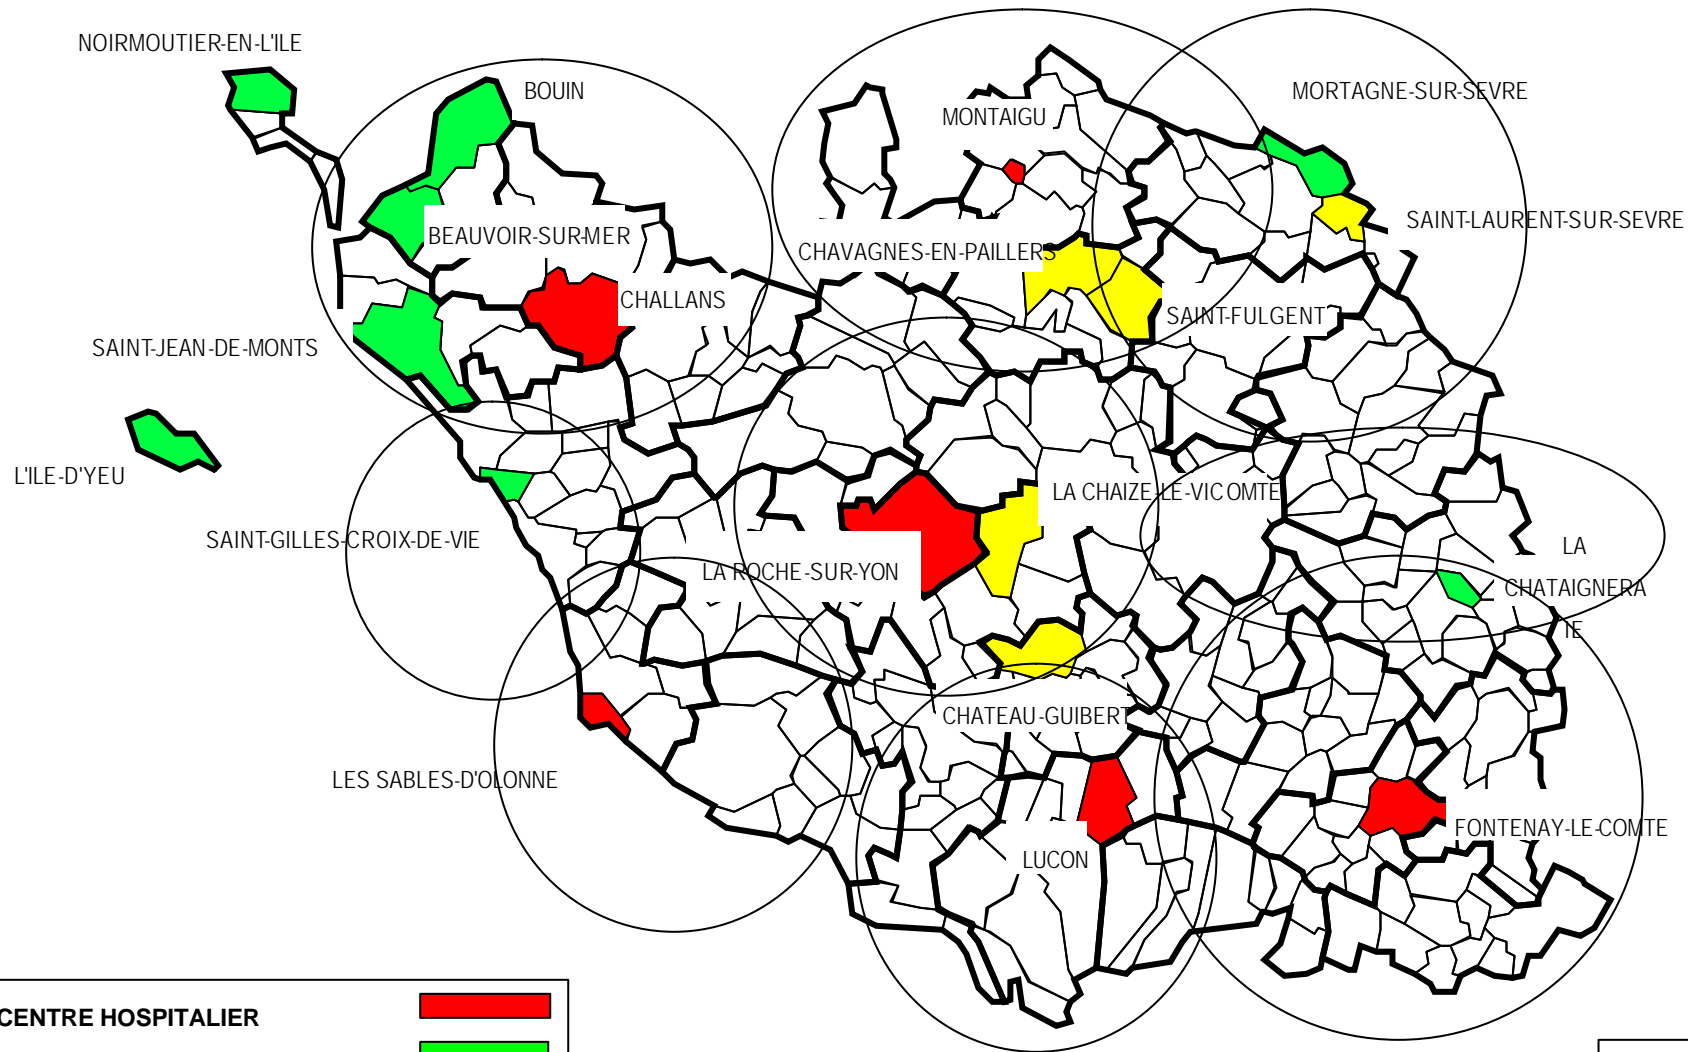 NOIRMOUTIER-EN-L'ILE
BOUIN
MORTAGNE-SUR-SEVRE
MONTAIGU
SAINT-LAURENT-SUR-SEVRE
BEAUVOIR-SUR-MER
CHAVAGNES-EN-PAILLERS
CHALLANS
SAINT-FULGENT
SAINT-JEAN-DE-MONTS
L'ILE-D'YEU
LA CHAIZE-LE-VICOMTE
SAINT-GILLES-CROIX-DE-VIE
LA
CHATAIGNERA
IE
LA ROCHE-SUR-YON
CHATEAU-GUIBERT
LES SABLES-D'OLONNE
FONTENAY-LE-COMTE
LUCON
CENTRE HOSPITALIER